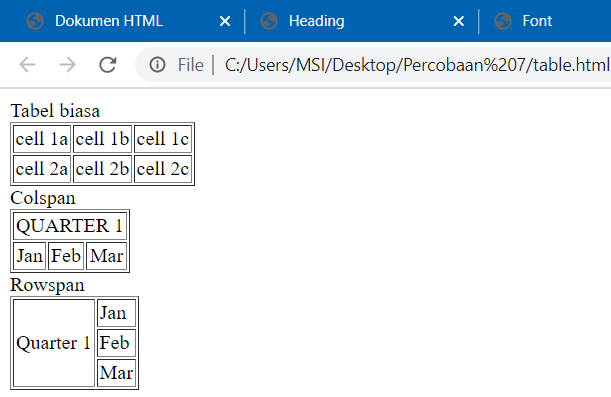 Dokumen HTML Heading Font
File C:/Users/MSI/Desktop/Percobaan%207/table.html
Tabel biasa
cell 1a cell 1b cell 1c
cell 2a cell 2b cell 2c
Colspan
QUARTER 1
Jan Feb Mar
Rowspan
Jan
Quarter 1 Feb
Mar